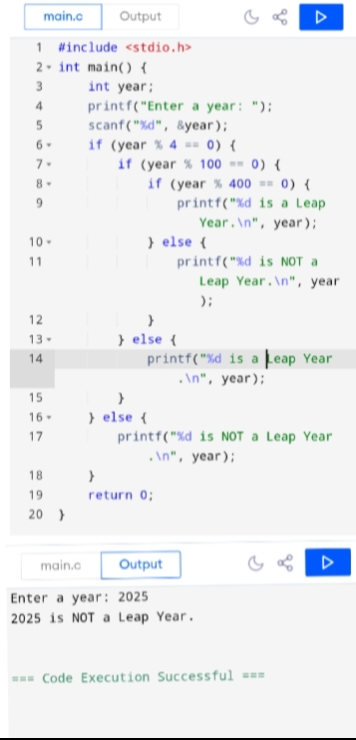 main.c Output
1 #include <stdio.h>
2 int main() {
3 int year;
4 printf("Enter a year: ");
5 scanf("%d", &year);
6 if (year % 4 == 0) {
7 if (year % 100 == 0) {
8 if (year % 400 == 0) {
9 printf("%d is a Leap
Year.\n", year);
10 } else {
11 printf("%d is NOT a
Leap Year.\n", year
);
12 }
13 } else {
14 printf("%d is a Leap Year
.\n", year);
15 }
16 } else {
17 printf("%d is NOT a Leap Year
.\n", year);
18 }
19 return 0;
20 }
main.c Output
Enter a year: 2025
2025 is NOT a Leap Year.
=== Code Execution Successful ===